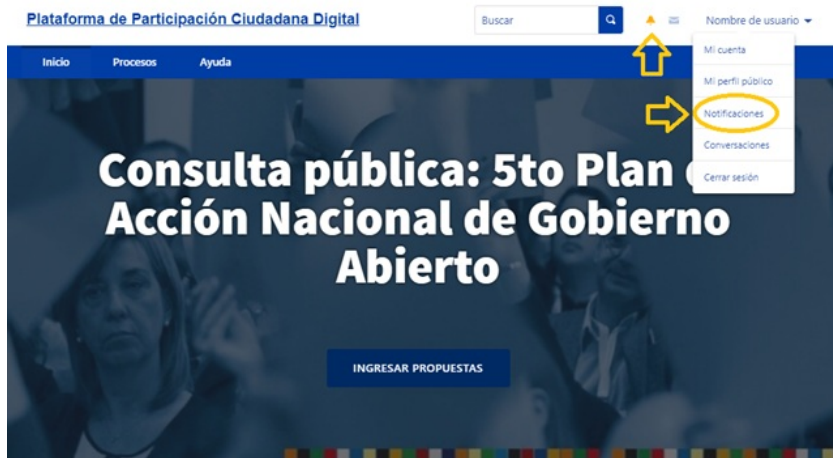 Plataforma de Participación Ciudadana Digital
Buscar
Nombre de usuario
Inicio
Procesos
Ayuda
Mi cuenta
Mi perfil público
Notificaciones
Conversaciones
Cerrar sesión
Consulta pública: 5to Plan
Acción Nacional de Gobierno
Abierto
INGRESAR PROPUESTAS